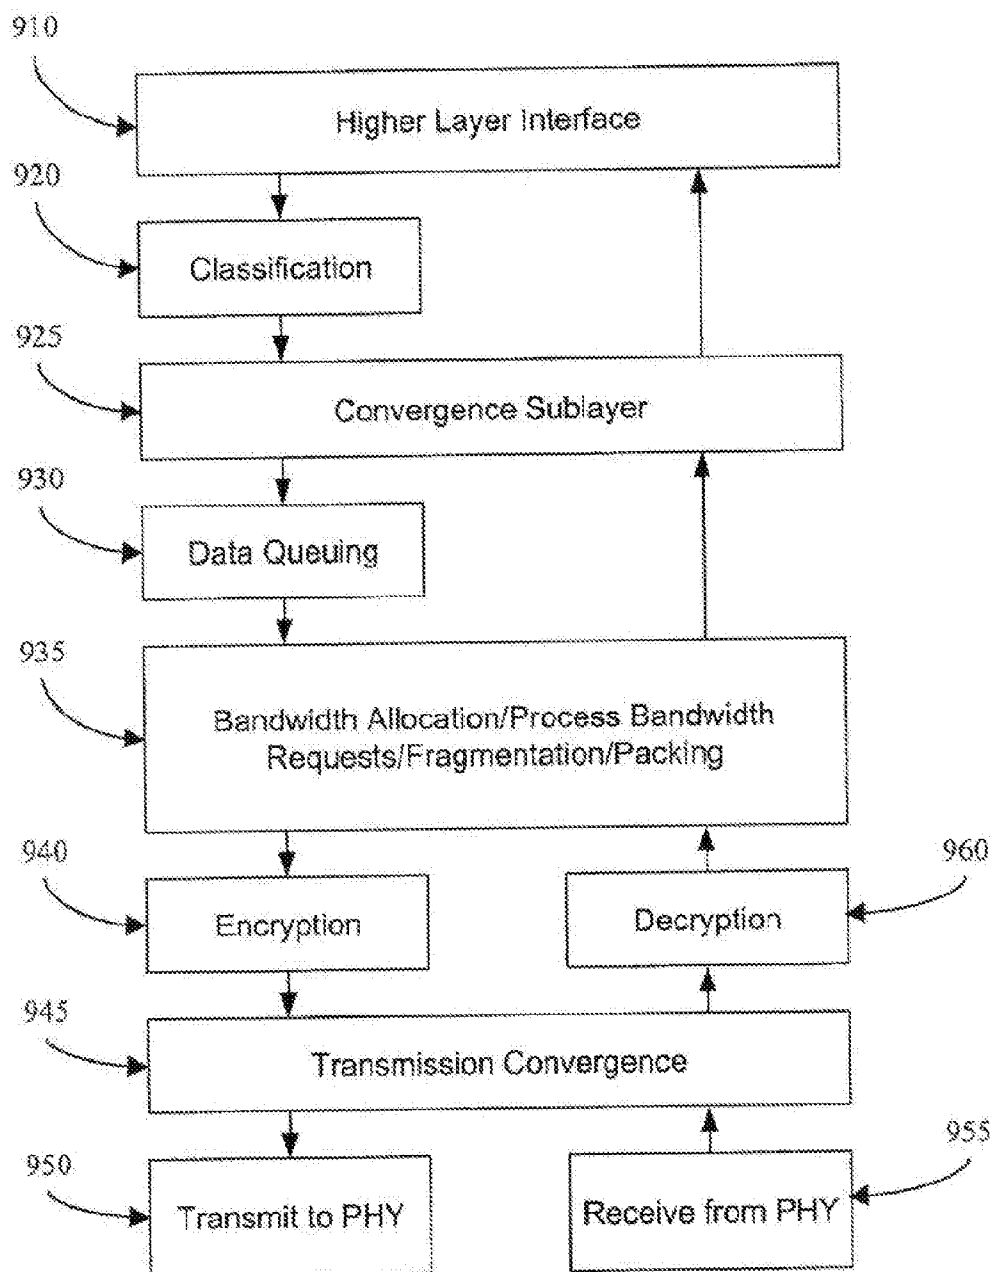 910
Higher Layer Interface
920
Classification
925
Convergence Sublayer
930
Data Queuing
935
Bandwidth Allocation/Process Bandwidth
Requests/Fragmentation/Packing
940
Encryption
960
Decryption
945
Transmission Convergence
950
Transmit to PHY
955
Receive from PHY